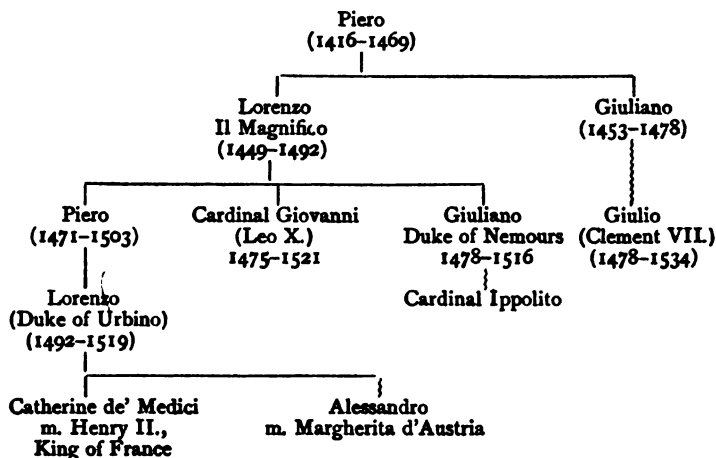 Piero
(1416–1469)
Lorenzo
Il Magnifico
(1449–1492)
Giuliano
(1453–1478)
Piero
(1471–1503)
Cardinal Giovanni
(Leo X.)
1475–1521
Giuliano
Duke of Nemours
1478–1516
Cardinal Ippolito
Giulio
(Clement VII.)
(1478–1534)
Lorenzo
(Duke of Urbino)
(1492–1519)
Catherine de' Medici
m. Henry II.,
King of France
Alessandro
m. Margherita d'Austria